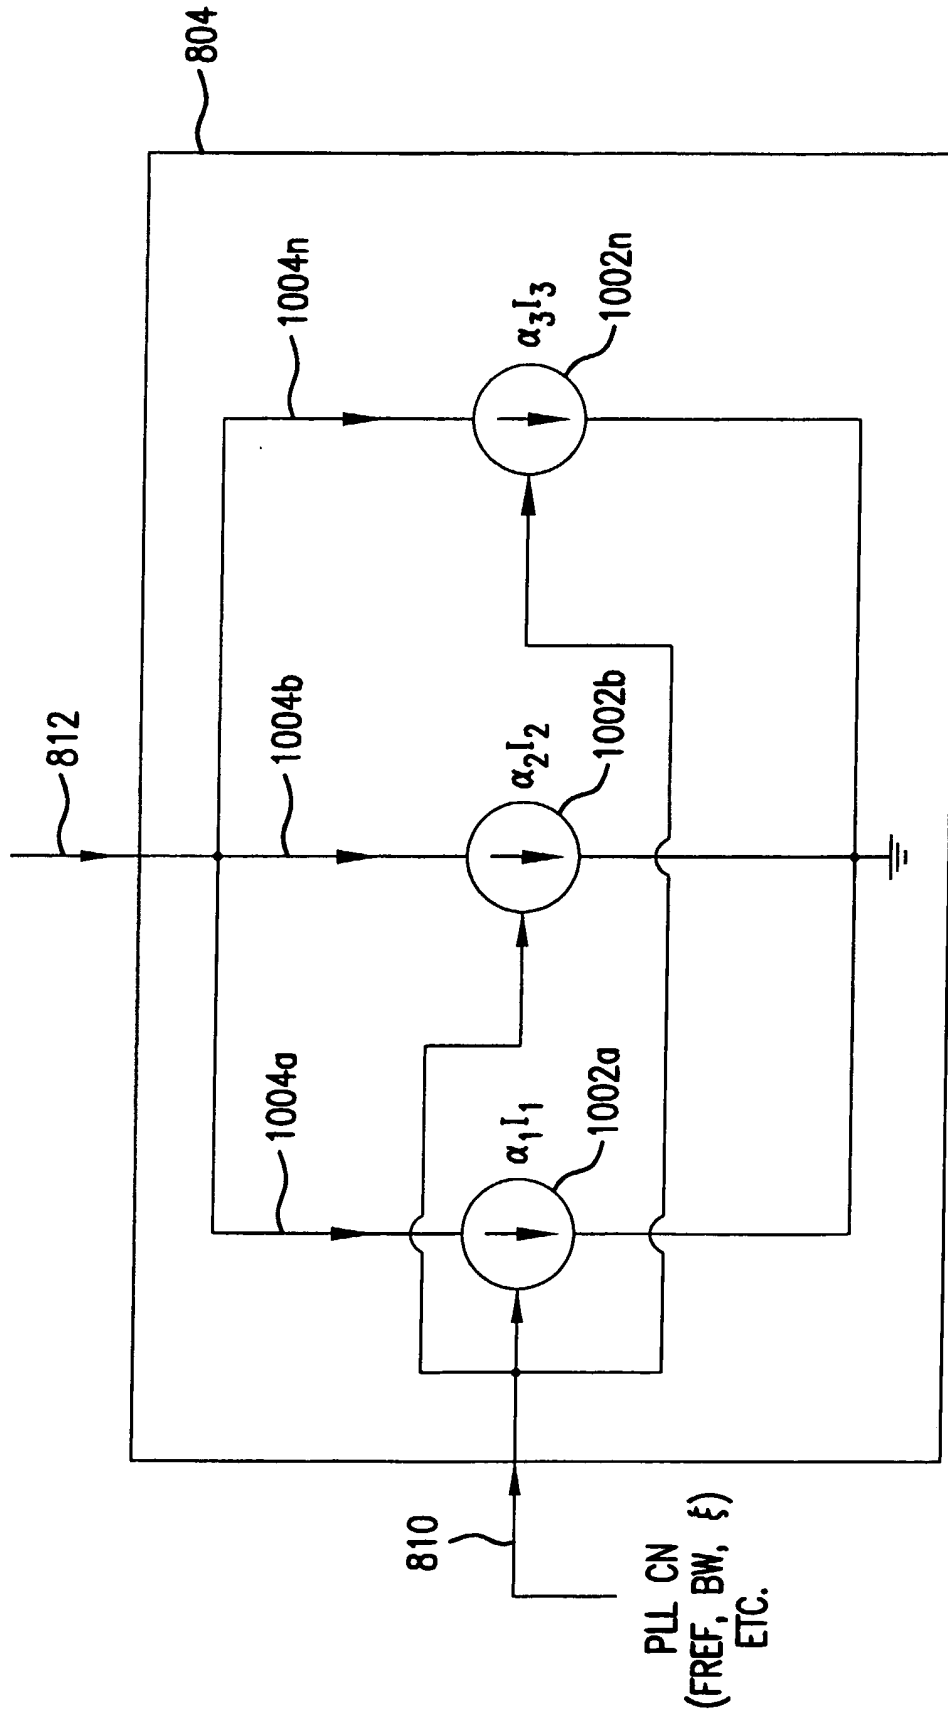 804
812
1004a
1004b
1004n
α₁I₁
α₂I₂
α₃I₃
1002a
1002b
1002n
810
PLL CN
(FREF, BW, ξ)
ETC.